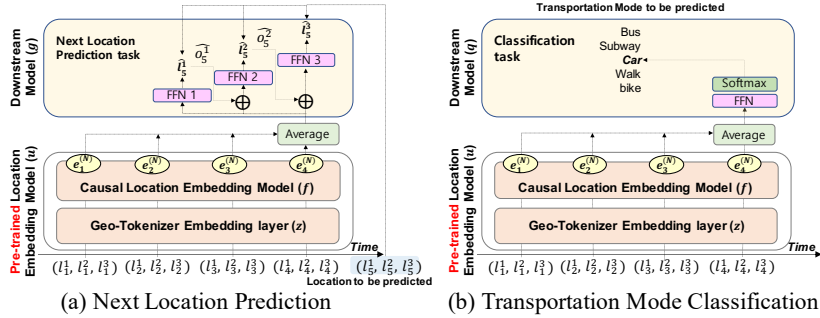 Downstream Model (g)
Next Location Prediction task
l̂₅¹ ô₅¹ l̂₅² ô₅² l̂₅³
FFN 1
FFN 2
FFN 3
⊕ ⊕
Average
Pre-trained Location Embedding Model (u)
e₁⁽ᴺ⁾ e₂⁽ᴺ⁾ e₃⁽ᴺ⁾ e₄⁽ᴺ⁾
Causal Location Embedding Model (f)
Geo-Tokenizer Embedding layer (z)
Time
(l₁¹, l₁², l₁³) (l₂¹, l₂², l₂³) (l₃¹, l₃², l₃³) (l₄¹, l₄², l₄³) (l₅¹, l₅², l₅³)
Location to be predicted
(a) Next Location Prediction
Transportation Mode to be predicted
Downstream Model (q)
Classification task
Bus
Subway
Car
Walk
bike
Softmax
FFN
Average
Pre-trained Location Embedding Model (u)
e₁⁽ᴺ⁾ e₂⁽ᴺ⁾ e₃⁽ᴺ⁾ e₄⁽ᴺ⁾
Causal Location Embedding Model (f)
Geo-Tokenizer Embedding layer (z)
Time
(l₁¹, l₁², l₁³) (l₂¹, l₂², l₂³) (l₃¹, l₃², l₃³) (l₄¹, l₄², l₄³)
(b) Transportation Mode Classification